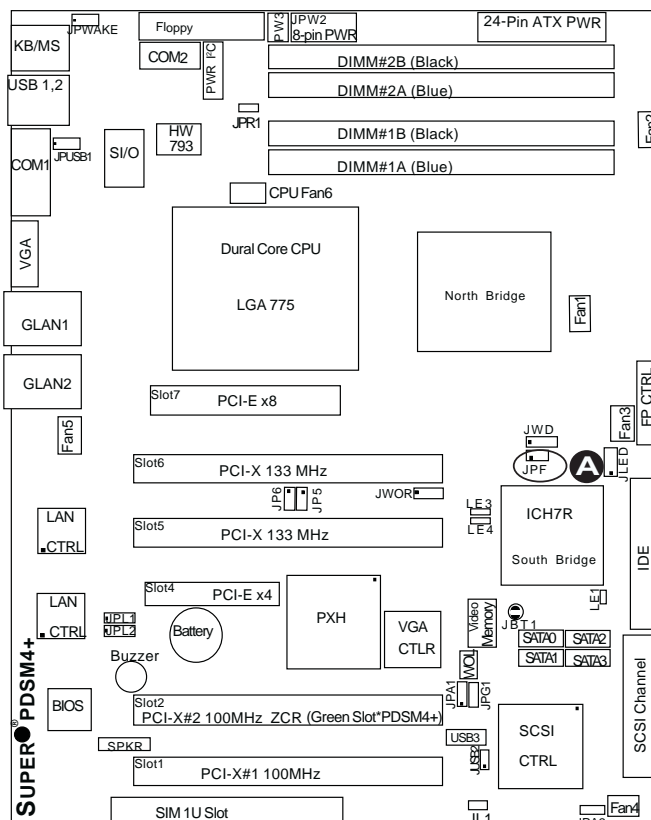 JPWAKE
Floppy
PW3
JPW2
8-pin PWR
24-Pin ATX PWR
KB/MS
COM2
PWR I²C
DIMM#2B (Black)
USB 1,2
DIMM#2A (Blue)
JPR1
Fan2
HW
793
DIMM#1B (Black)
JPUSB1
COM1
SI/O
DIMM#1A (Blue)
CPU Fan6
VGA
Dural Core CPU
LGA 775
North Bridge
Fan1
GLAN1
GLAN2
Fan5
Slot7
PCI-E x8
FP CTRL
Fan3
JWD
JPF
A
JLED
Slot6
PCI-X 133 MHz
JP6
JP5
JWOR
LE3
LE4
ICH7R
South Bridge
IDE
LAN
CTRL
Slot5
PCI-X 133 MHz
Slot4
PCI-E x4
PXH
LE1
LAN
CTRL
JPL1
JPL2
Battery
VGA
CTLR
Video
Memory
JBT1
SATA0
SATA2
SATA1
SATA3
Buzzer
WOL
JPA1
JPG1
SCSI Channel
BIOS
Slot2
PCI-X#2 100MHz ZCR (Green Slot*PDSM4+)
SCSI
CTRL
USB3
JUSB2
SPKR
Slot1
PCI-X#1 100MHz
SUPER® PDSM4+
SIM 1U Slot
JL1
Fan4